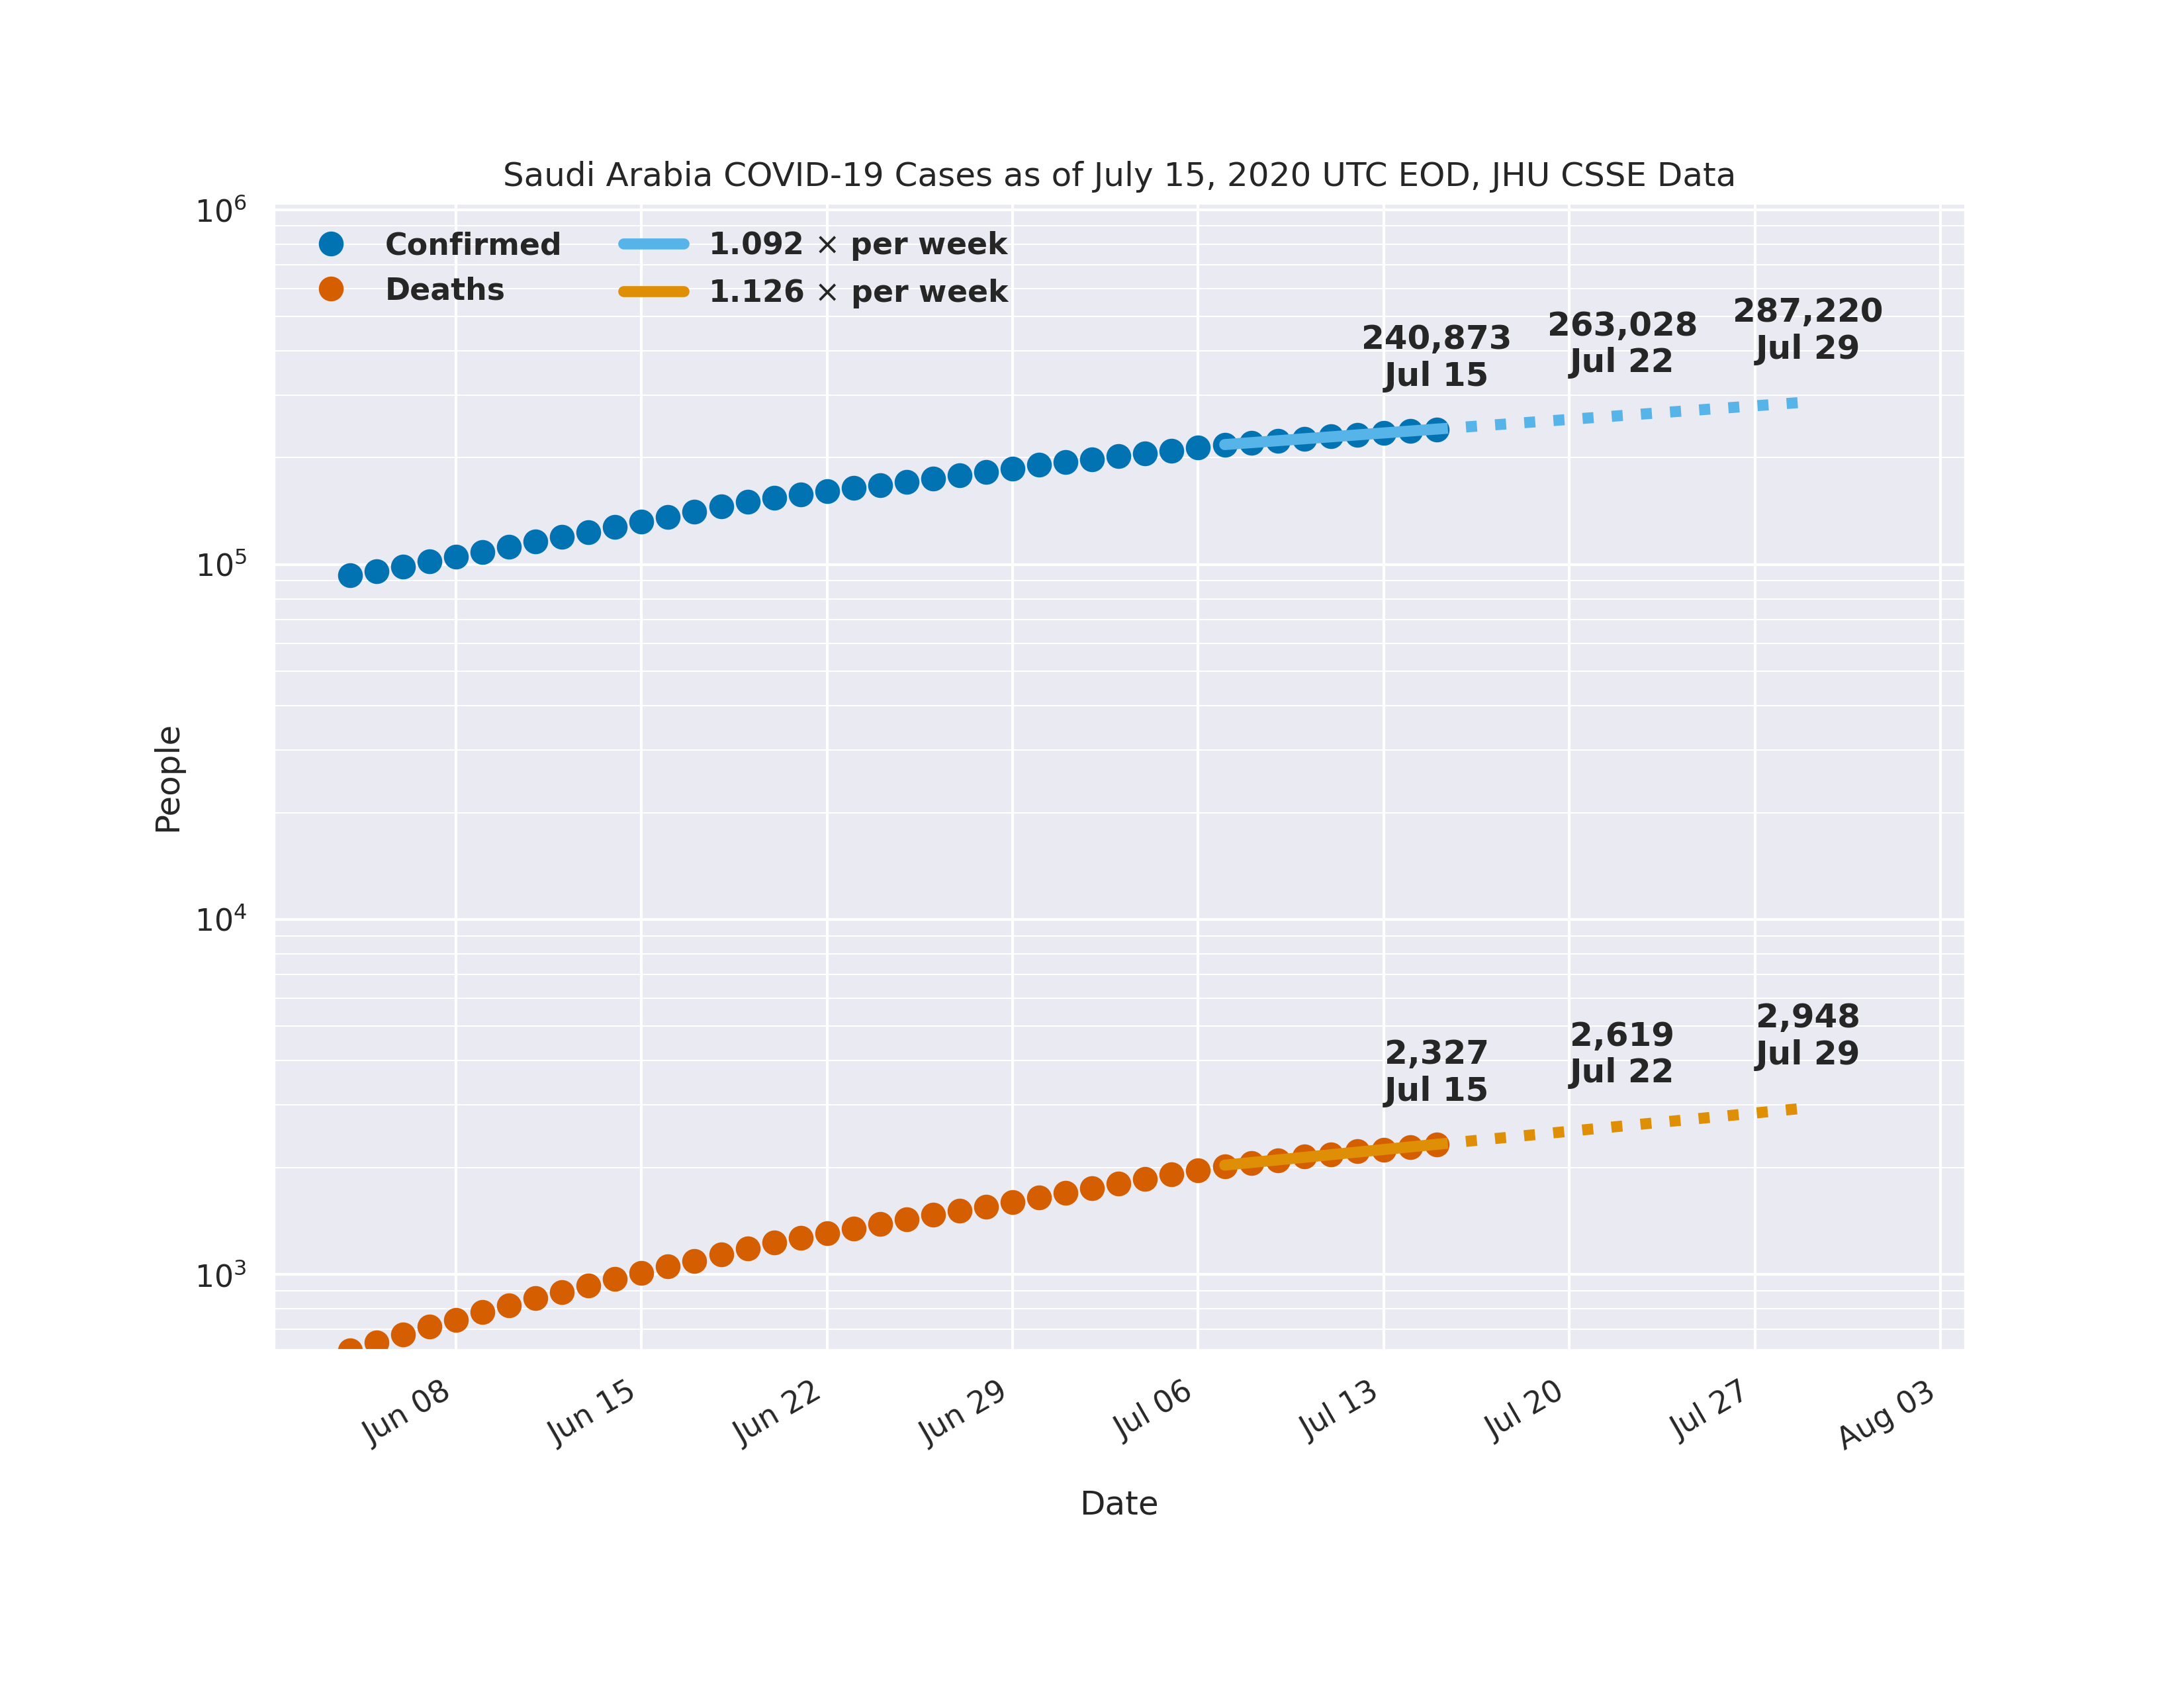 Saudi Arabia COVID-19 Cases as of July 15, 2020 UTC EOD, JHU CSSE Data
10⁶
Confirmed
Deaths
1.092 × per week
1.126 × per week
240,873
Jul 15
263,028
Jul 22
287,220
Jul 29
10⁵
People
10⁴
2,327
Jul 15
2,619
Jul 22
2,948
Jul 29
10³
Jun 08
Jun 15
Jun 22
Jun 29
Jul 06
Jul 13
Jul 20
Jul 27
Aug 03
Date